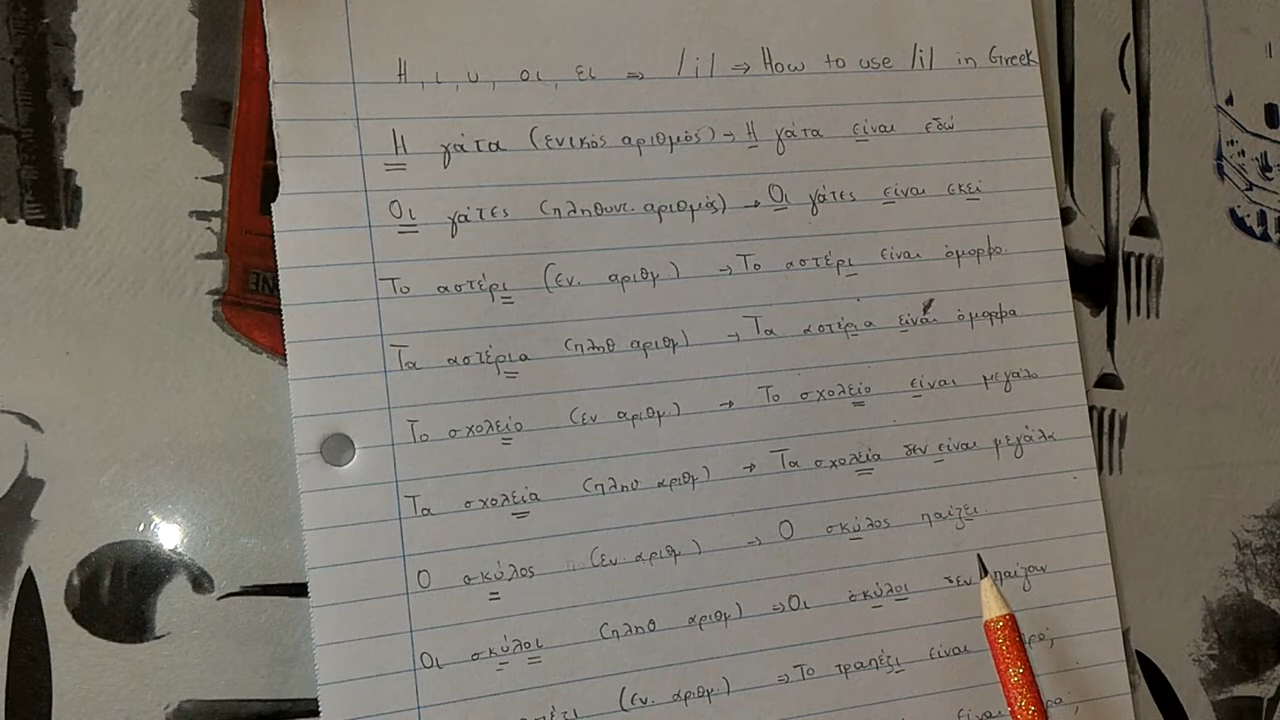 Η, ι, υ, οι, ει ⇒ /i/ ⇒ How to use /i/ in Greek
Η γάτα (ενικός αριθμός) → Η γάτα είναι εδώ
Οι γάτες (πληθυντ. αριθμός) → Οι γάτες είναι εκεί
Το αστέρι (εν. αριθμ.) → Το αστέρι είναι όμορφο.
Τα αστέρια (πληθ αριθμ) → Τα αστέρια είναι όμορφα
Το σχολείο (εν αριθμ.) → Το σχολείο είναι μεγάλο
Τα σχολεία (πληθ αριθμ) → Τα σχολεία δεν είναι μεγάλα
Ο σκύλος (εν. αριθμ) → Ο σκύλος παίζει.
Οι σκύλοι (πληθ αριθμ) ⇒ Οι σκύλοι δεν παίζουν
(εν. αριθμ.) ⇒ Το τραπέζι είναι
είναι